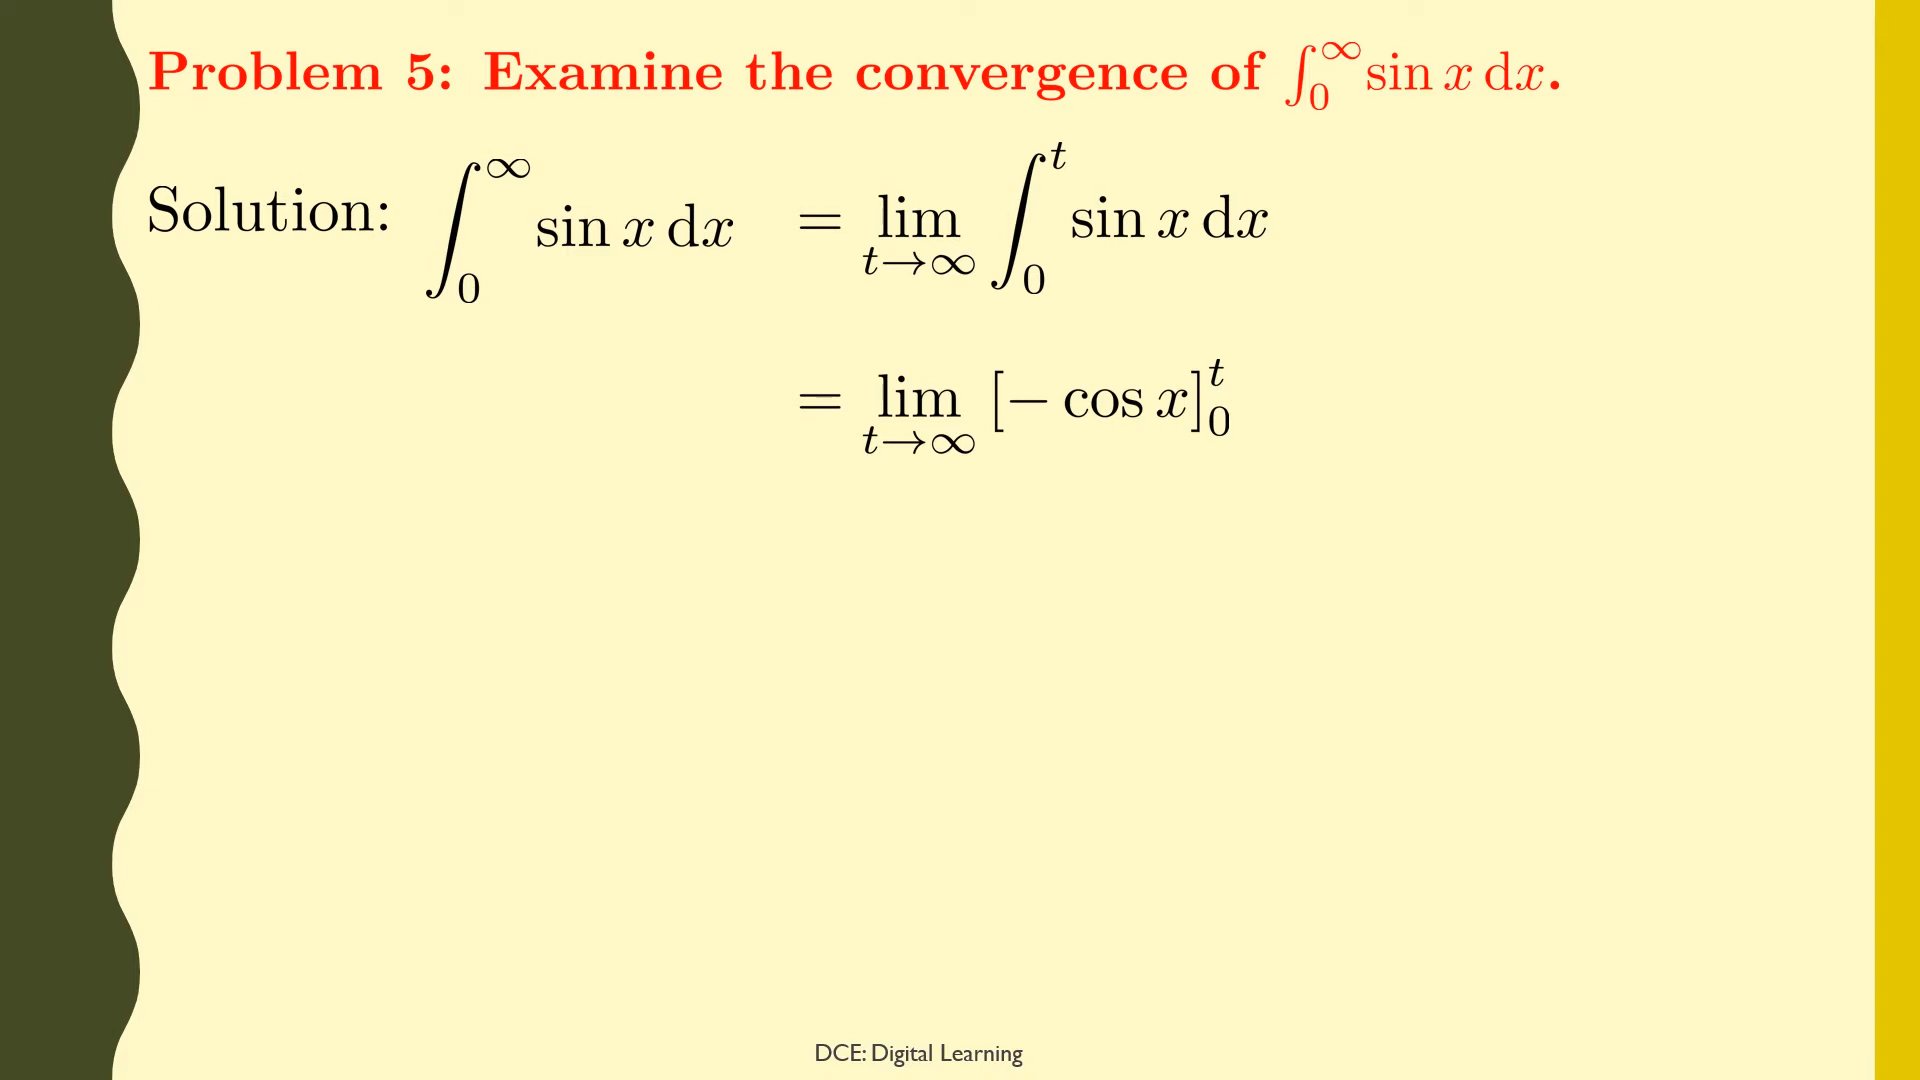 Problem 5: Examine the convergence of ∫₀^∞ sin x dx.
Solution: ∫₀^∞ sin x dx = lim_{t→∞} ∫₀^t sin x dx
= lim_{t→∞} [− cos x]₀^t
DCE: Digital Learning